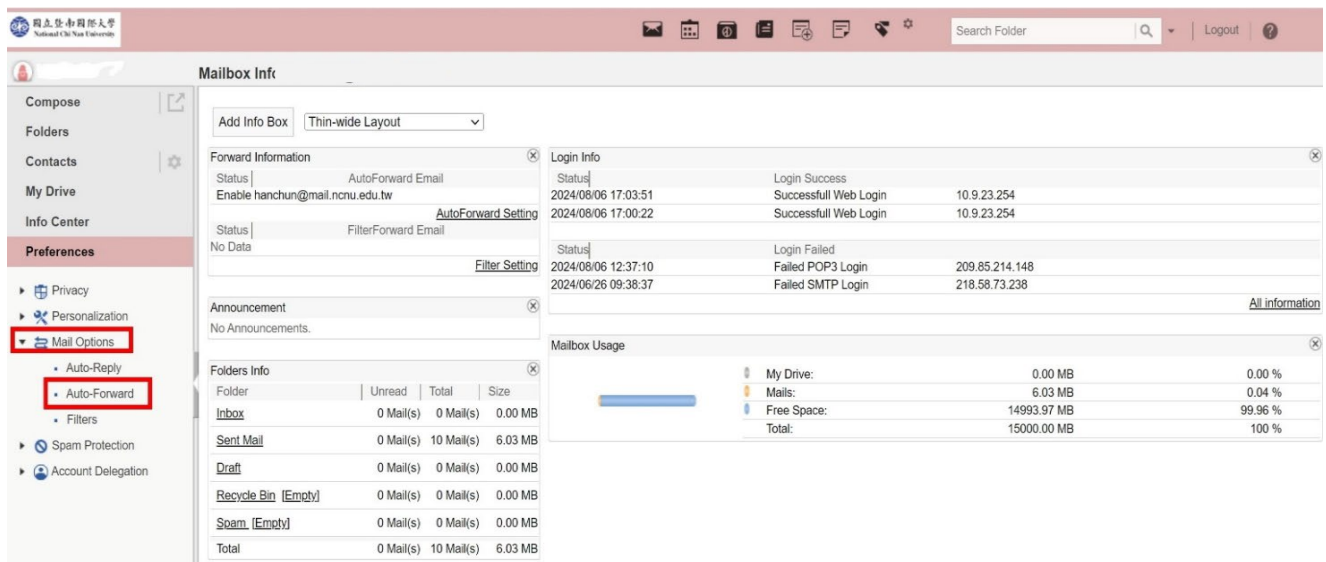 國立暨南國際大學
National Chi Nan University
Search Folder
Logout
Mailbox Info
Compose
Folders
Contacts
My Drive
Info Center
Preferences
Privacy
Personalization
Mail Options
Auto-Reply
Auto-Forward
Filters
Spam Protection
Account Delegation
Add Info Box Thin-wide Layout
Forward Information
Status AutoForward Email
Enable hanchun@mail.ncnu.edu.tw
AutoForward Setting
Status FilterForward Email
No Data
Filter Setting
Announcement
No Announcements.
Folders Info
Folder Unread Total Size
Inbox 0 Mail(s) 0 Mail(s) 0.00 MB
Sent Mail 0 Mail(s) 10 Mail(s) 6.03 MB
Draft 0 Mail(s) 0 Mail(s) 0.00 MB
Recycle Bin [Empty] 0 Mail(s) 0 Mail(s) 0.00 MB
Spam [Empty] 0 Mail(s) 0 Mail(s) 0.00 MB
Total 0 Mail(s) 10 Mail(s) 6.03 MB
Login Info
Status Login Success
2024/08/06 17:03:51 Successfull Web Login 10.9.23.254
2024/08/06 17:00:22 Successfull Web Login 10.9.23.254
Status Login Failed
2024/08/06 12:37:10 Failed POP3 Login 209.85.214.148
2024/06/26 09:38:37 Failed SMTP Login 218.58.73.238
All information
Mailbox Usage
My Drive: 0.00 MB 0.00 %
Mails: 6.03 MB 0.04 %
Free Space: 14993.97 MB 99.96 %
Total: 15000.00 MB 100 %